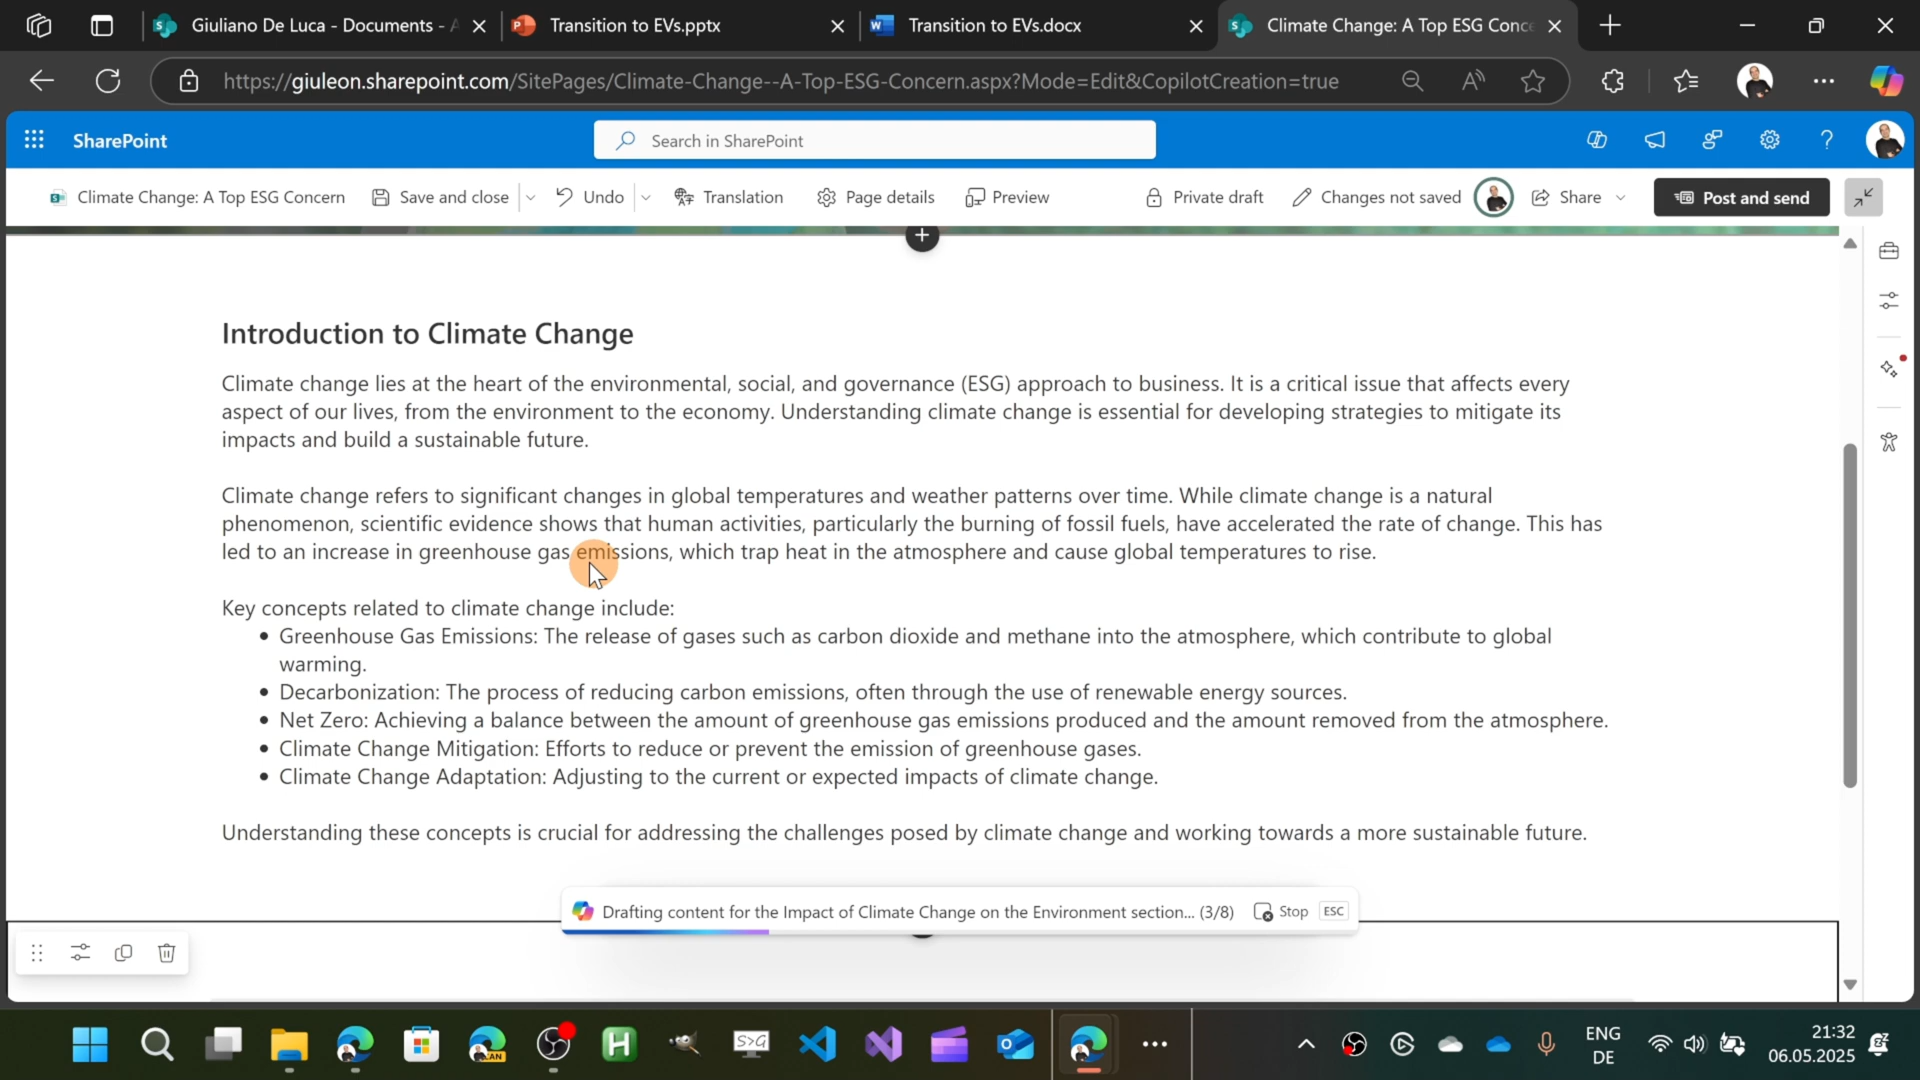 Giuliano De Luca - Documents -
Transition to EVs.pptx
Transition to EVs.docx
Climate Change: A Top ESG Conce
https://giuleon.sharepoint.com/SitePages/Climate-Change--A-Top-ESG-Concern.aspx?Mode=Edit&CopilotCreation=true
SharePoint
Search in SharePoint
Climate Change: A Top ESG Concern
Save and close
Undo
Translation
Page details
Preview
Private draft
Changes not saved
Share
Post and send
Introduction to Climate Change
Climate change lies at the heart of the environmental, social, and governance (ESG) approach to business. It is a critical issue that affects every
aspect of our lives, from the environment to the economy. Understanding climate change is essential for developing strategies to mitigate its
impacts and build a sustainable future.
Climate change refers to significant changes in global temperatures and weather patterns over time. While climate change is a natural
phenomenon, scientific evidence shows that human activities, particularly the burning of fossil fuels, have accelerated the rate of change. This has
led to an increase in greenhouse gas emissions, which trap heat in the atmosphere and cause global temperatures to rise.
Key concepts related to climate change include:
• Greenhouse Gas Emissions: The release of gases such as carbon dioxide and methane into the atmosphere, which contribute to global
warming.
• Decarbonization: The process of reducing carbon emissions, often through the use of renewable energy sources.
• Net Zero: Achieving a balance between the amount of greenhouse gas emissions produced and the amount removed from the atmosphere.
• Climate Change Mitigation: Efforts to reduce or prevent the emission of greenhouse gases.
• Climate Change Adaptation: Adjusting to the current or expected impacts of climate change.
Understanding these concepts is crucial for addressing the challenges posed by climate change and working towards a more sustainable future.
Drafting content for the Impact of Climate Change on the Environment section... (3/8)
Stop
ESC
CAN
S>G
ENG
DE
21:32
06.05.2025